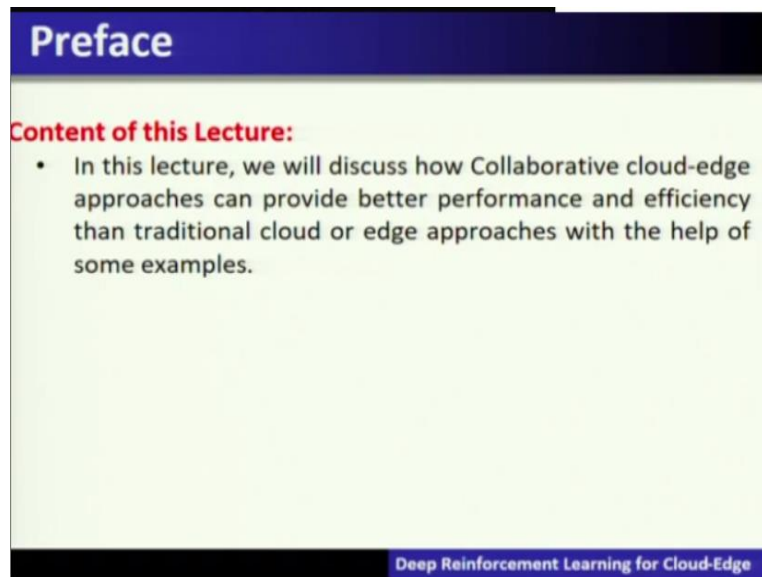 Preface
Content of this Lecture:
• In this lecture, we will discuss how Collaborative cloud-edge
approaches can provide better performance and efficiency
than traditional cloud or edge approaches with the help of
some examples.
Deep Reinforcement Learning for Cloud-Edge